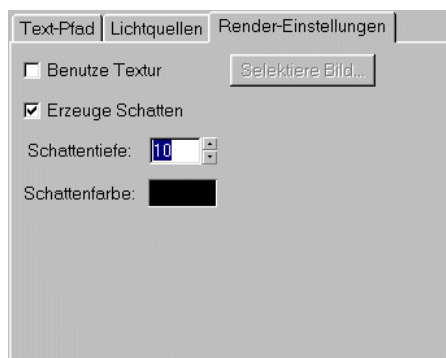 Text-Pfad Lichtquellen Render-Einstellungen
Benutze Textur Selektiere Bild...
Erzeuge Schatten
Schattentiefe: 10
Schattenfarbe: